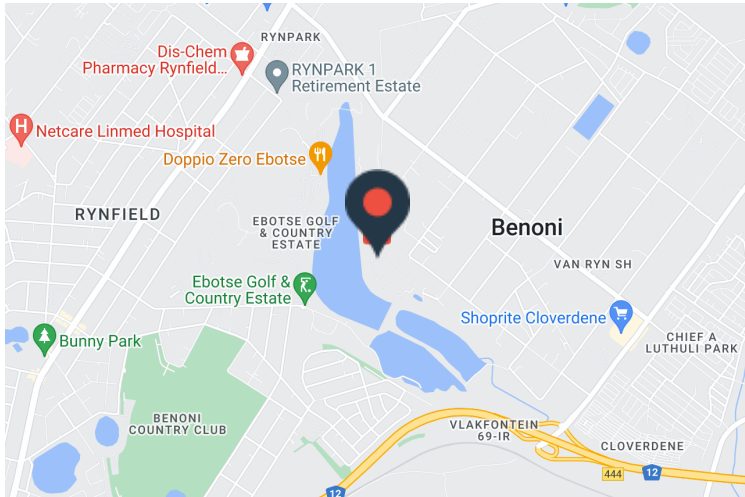 RYNPARK
Dis-Chem
Pharmacy Rynfield...
RYNPARK 1
Retirement Estate
H
Netcare Linmed Hospital
Doppio Zero Ebotse
RYNFIELD
EBOTSE GOLF
& COUNTRY
ESTATE
Benoni
VAN RYN SH
Ebotse Golf &
Country Estate
Shoprite Cloverdene
Bunny Park
CHIEF A
LUTHULI PARK
BENONI
COUNTRY CLUB
VLAKFONTEIN
69-IR
CLOVERDENE
444
12
12